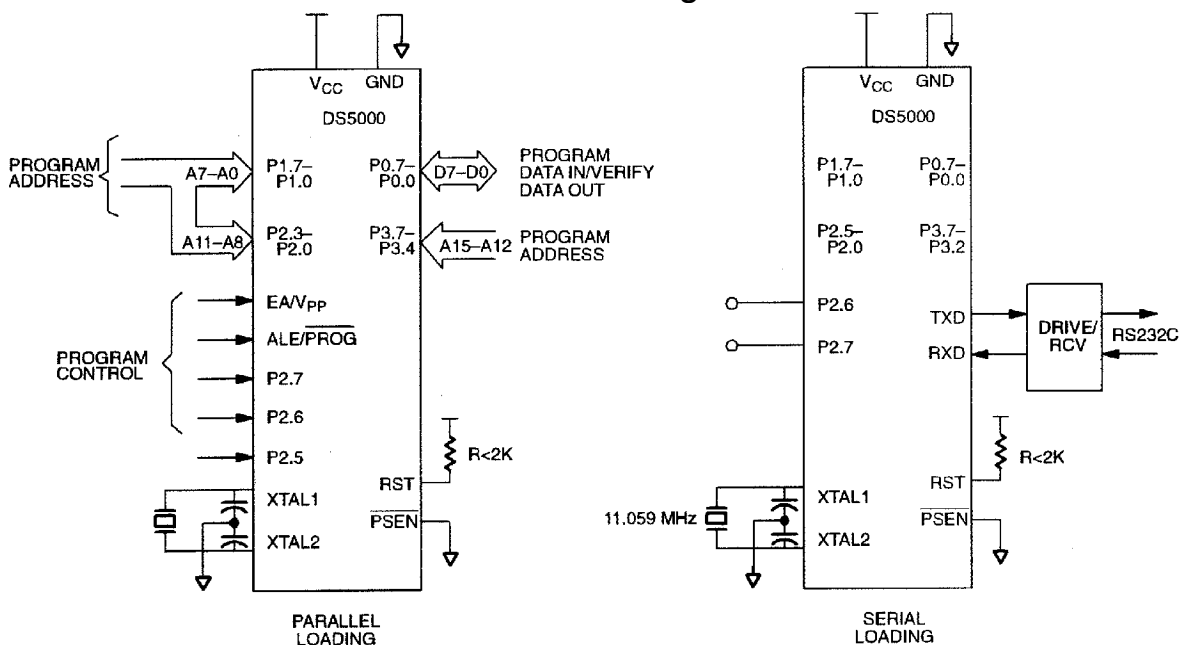 VCC GND
DS5000
PROGRAM
ADDRESS
A7–A0
P1.7–
P1.0
P0.7–
P0.0
D7–D0
PROGRAM
DATA IN/VERIFY
DATA OUT
A11–A8
P2.3–
P2.0
P3.7–
P3.4
A15–A12
PROGRAM
ADDRESS
PROGRAM
CONTROL
EA/VPP
ALE/PROG
P2.7
P2.6
P2.5
R<2K
RST
XTAL1
PSEN
XTAL2
PARALLEL
LOADING
VCC GND
DS5000
P1.7–
P1.0
P0.7–
P0.0
P2.5–
P2.0
P3.7–
P3.2
P2.6
P2.7
TXD
RXD
DRIVE/
RCV
RS232C
R<2K
RST
11.059 MHz
XTAL1
PSEN
XTAL2
SERIAL
LOADING